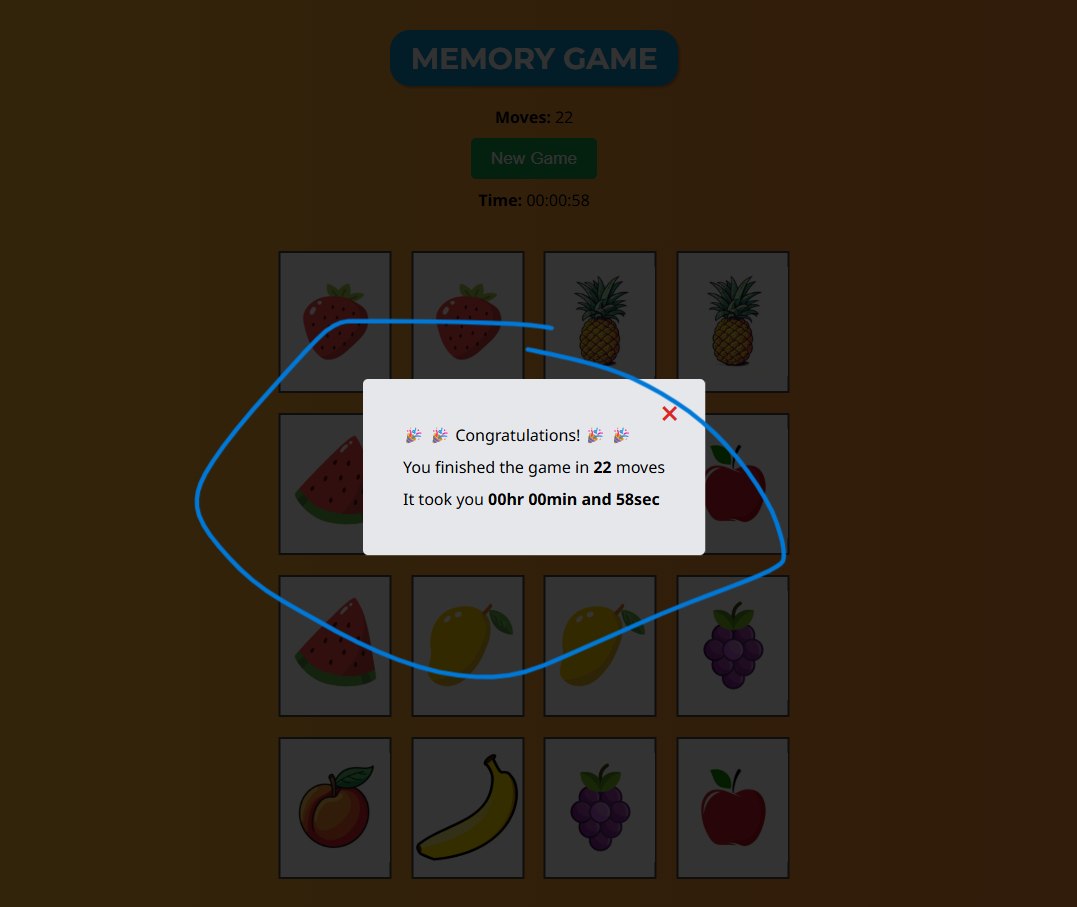 MEMORY GAME
Moves: 22
New Game
Time: 00:00:58
🎉 🎉 Congratulations! 🎉 🎉
You finished the game in 22 moves
It took you 00hr 00min and 58sec